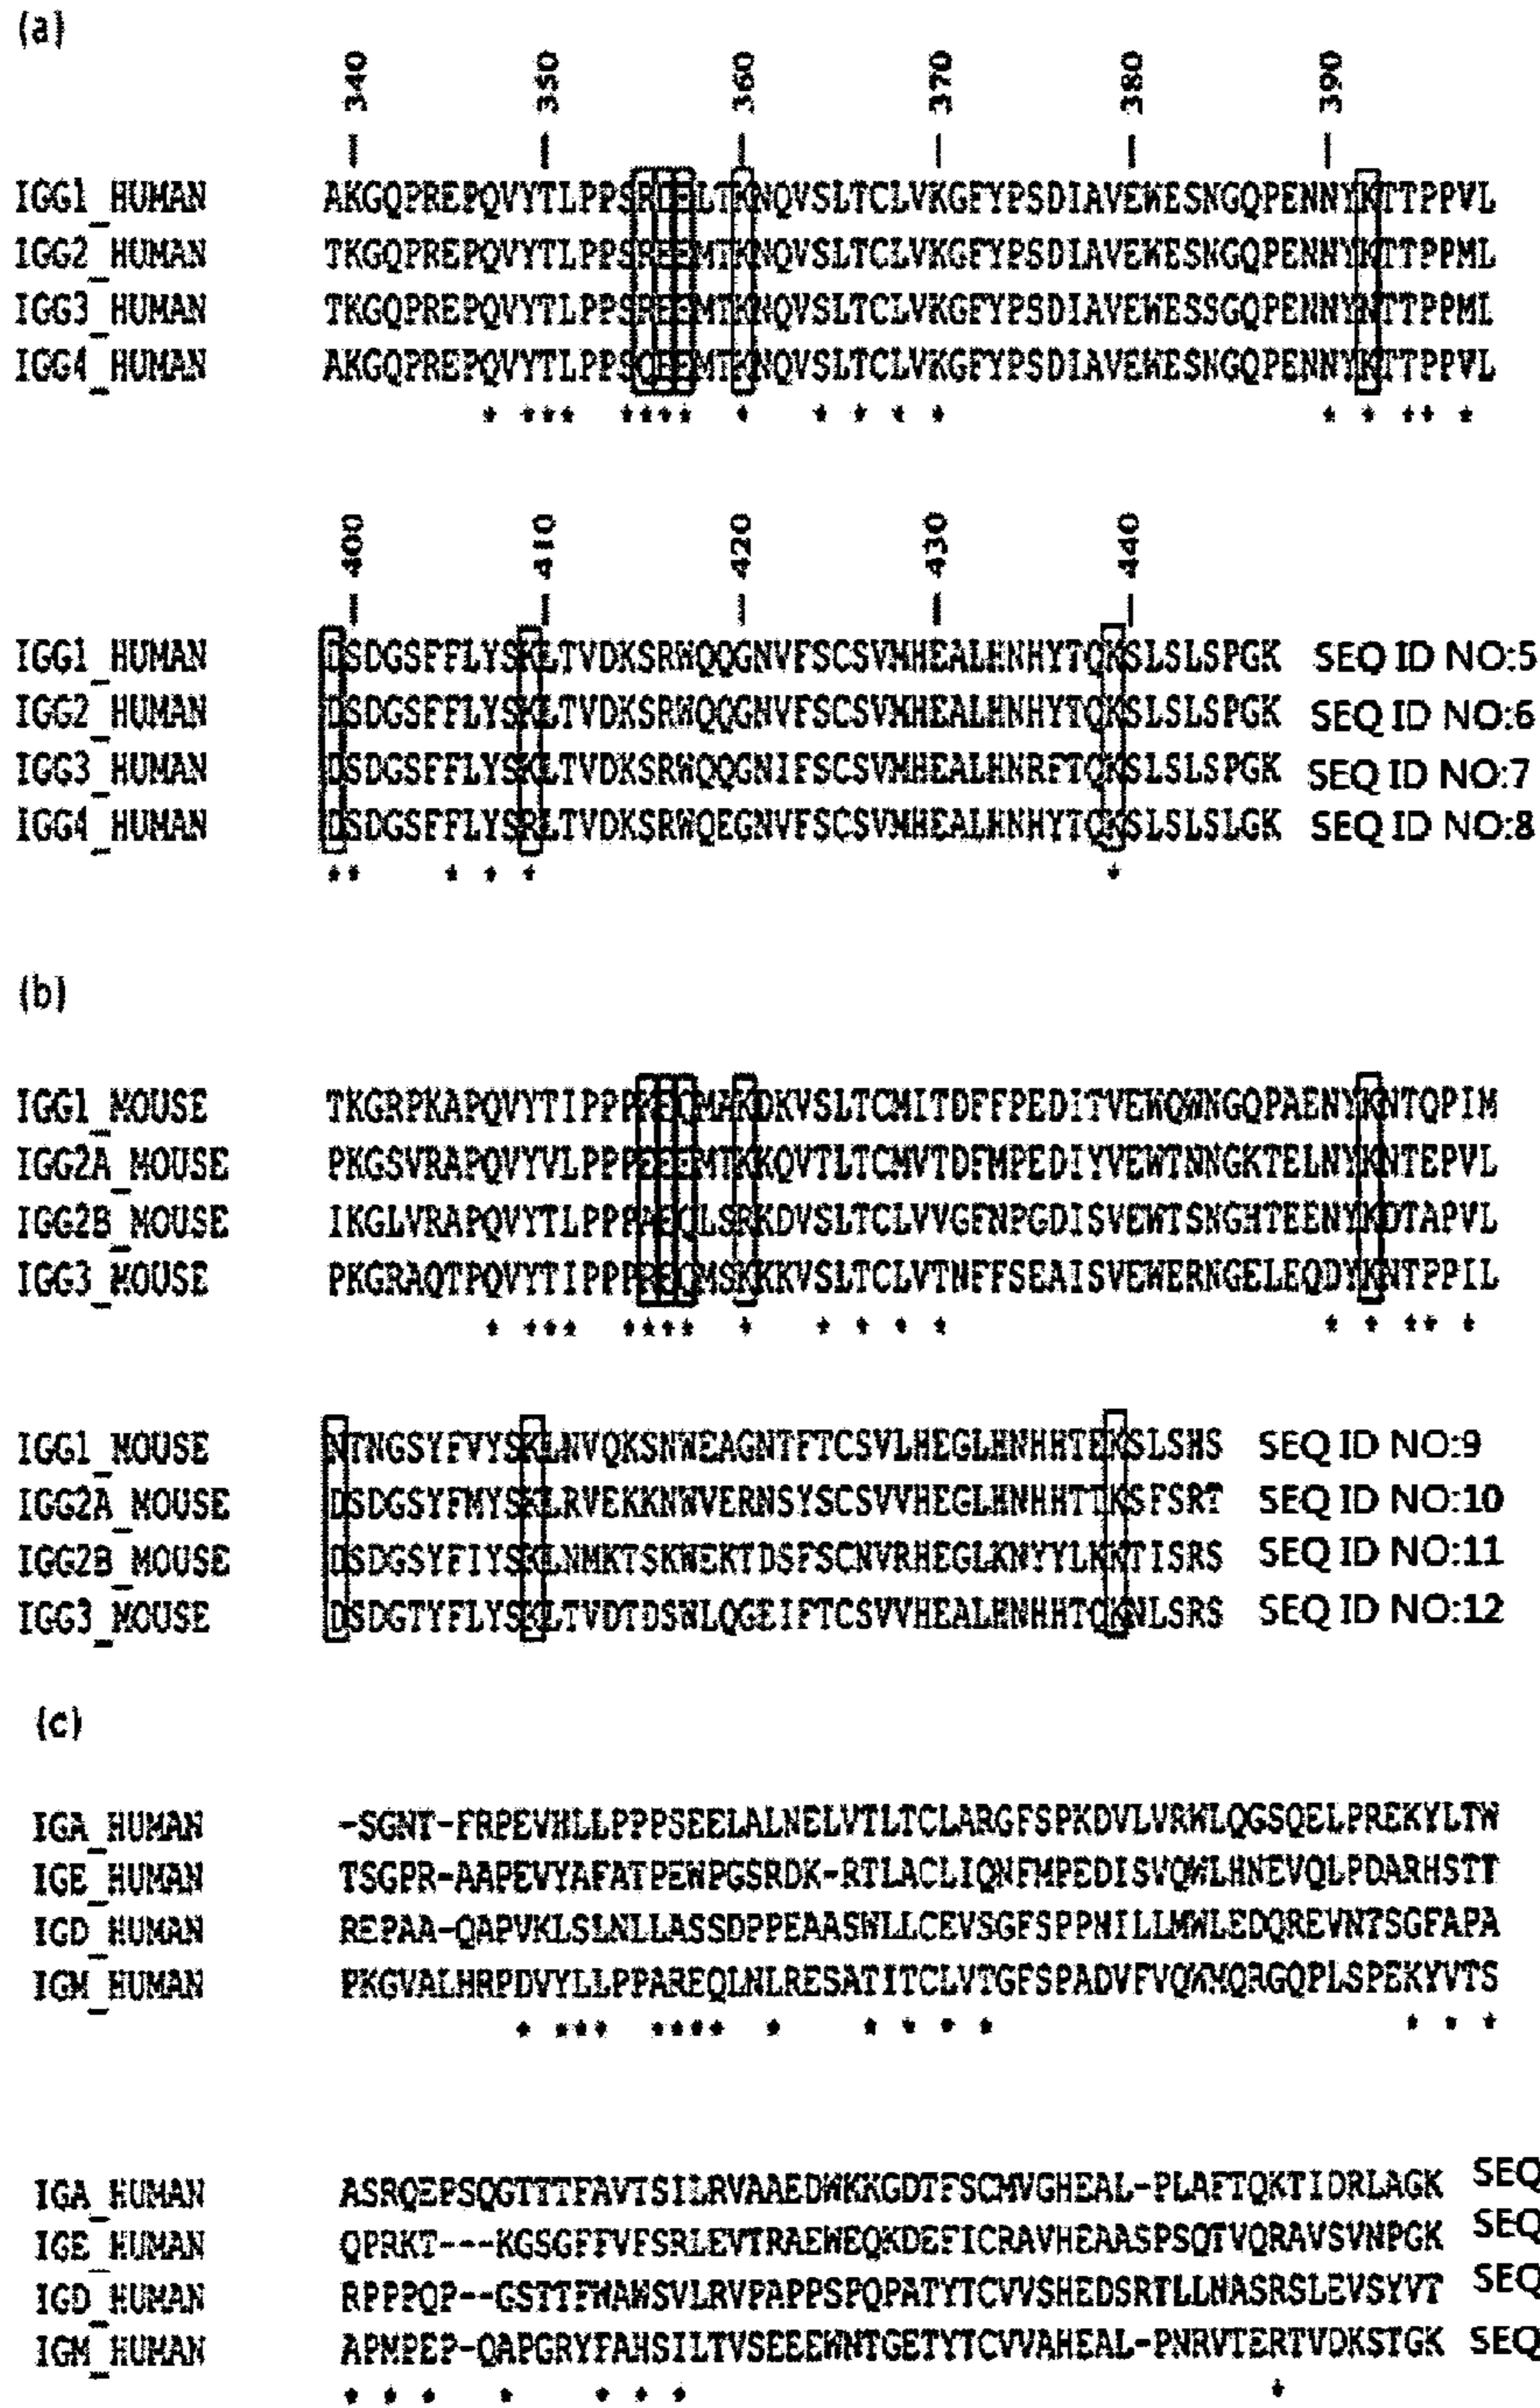 (a)
340 350 360 370 380 390
IGG1_HUMAN AKGQPREPQVYTLPPSRDELTKNQVSLTCLVKGFYPSDIAVEWESNGQPENNYKTTPPVL
IGG2_HUMAN TKGQPREPQVYTLPPSREEMTKNQVSLTCLVKGFYPSDIAVEWESNGQPENNYKTTPPML
IGG3_HUMAN TKGQPREPQVYTLPPSREEMTKNQVSLTCLVKGFYPSDIAVEWESSGQPENNYNTTPPML
IGG4_HUMAN AKGQPREPQVYTLPPSQEEMTKNQVSLTCLVKGFYPSDIAVEWESNGQPENNYKTTPPVL
* *** **** * * * * * * * ** *
400 410 420 430 440
IGG1_HUMAN DSDGSFFLYSKLTVDKSRWQQGNVFSCSVMHEALHNHYTQKSLSLSPGK SEQ ID NO:5
IGG2_HUMAN DSDGSFFLYSKLTVDKSRWQQGNVFSCSVMHEALHNHYTQKSLSLSPGK SEQ ID NO:6
IGG3_HUMAN DSDGSFFLYSKLTVDKSRWQQGNIFSCSVMHEALHNRFTQKSLSLSPGK SEQ ID NO:7
IGG4_HUMAN DSDGSFFLYSRLTVDKSRWQEGNVFSCSVMHEALHNHYTQKSLSLSLGK SEQ ID NO:8
** * * * *
(b)
IGG1_MOUSE TKGRPKAPQVYTIPPPKEQMAKDKVSLTCMITDFFPEDITVEWQWNGQPAENYKNTQPIM
IGG2A_MOUSE PKGSVRAPQVYVLPPPEEEMTKKQVTLTCMVTDFMPEDIYVEWTNNGKTELNYKNTEPVL
IGG2B_MOUSE IKGLVRAPQVYTLPPPAEQLSRKDVSLTCLVVGFNPGDISVEWTSNGHTEENYKDTAPVL
IGG3_MOUSE PKGRAQTPQVYTIPPPREQMSKKKVSLTCLVTNFFSEAISVEWERNGELEQDYKNTPPIL
* *** **** * * * * * * * ** *
IGG1_MOUSE NTNGSYFVYSKLNVQKSNWEAGNTFTCSVLHEGLHNHHTEKSLSHS SEQ ID NO:9
IGG2A_MOUSE DSDGSYFMYSKLRVEKKNWVERNSYSCSVVHEGLHNHHTTKSFSRT SEQ ID NO:10
IGG2B_MOUSE DSDGSYFIYSKLNMKTSKWEKTDSFSCNVRHEGLKNYYLKKTISRS SEQ ID NO:11
IGG3_MOUSE DSDGTYFLYSKLTVDTDSWLQGEIFTCSVVHEALHNHHTQKNLSRS SEQ ID NO:12
(c)
IGA_HUMAN -SGNT-FRPEVHLLPPPSEELALNELVTLTCLARGFSPKDVLVRWLQGSQELPREKYLTW
IGE_HUMAN TSGPR-AAPEVYAFATPEWPGSRDK-RTLACLIQNFMPEDISVQWLHNEVQLPDARHSTT
IGD_HUMAN REPAA-QAPVKLSLNLLASSDPPEAASWLLCEVSGFSPPNILLMWLEDQREVNTSGFAPA
IGM_HUMAN PKGVALHRPDVYLLPPAREQLNLRESATITCLVTGFSPADVFVQWMQRGQPLSPEKYVTS
* *** **** * * * * * * * *
IGA_HUMAN ASRQEPSQGTTTFAVTSILRVAAEDWKKGDTFSCMVGHEAL-PLAFTQKTIDRLAGK SEQ
IGE_HUMAN QPRKT---KGSGFFVFSRLEVTRAEWEQKDEFICRAVHEAASPSQTVQRAVSVNPGK SEQ
IGD_HUMAN RPPPQP--GSTTFWAWSVLRVPAPPSPQPATYTCVVSHEDSRTLLNASRSLEVSYVT SEQ
IGM_HUMAN APMPEP-QAPGRYFAHSILTVSEEEWNTGETYTCVVAHEAL-PNRVTERTVDKSTGK SEQ
* * * * * * * *